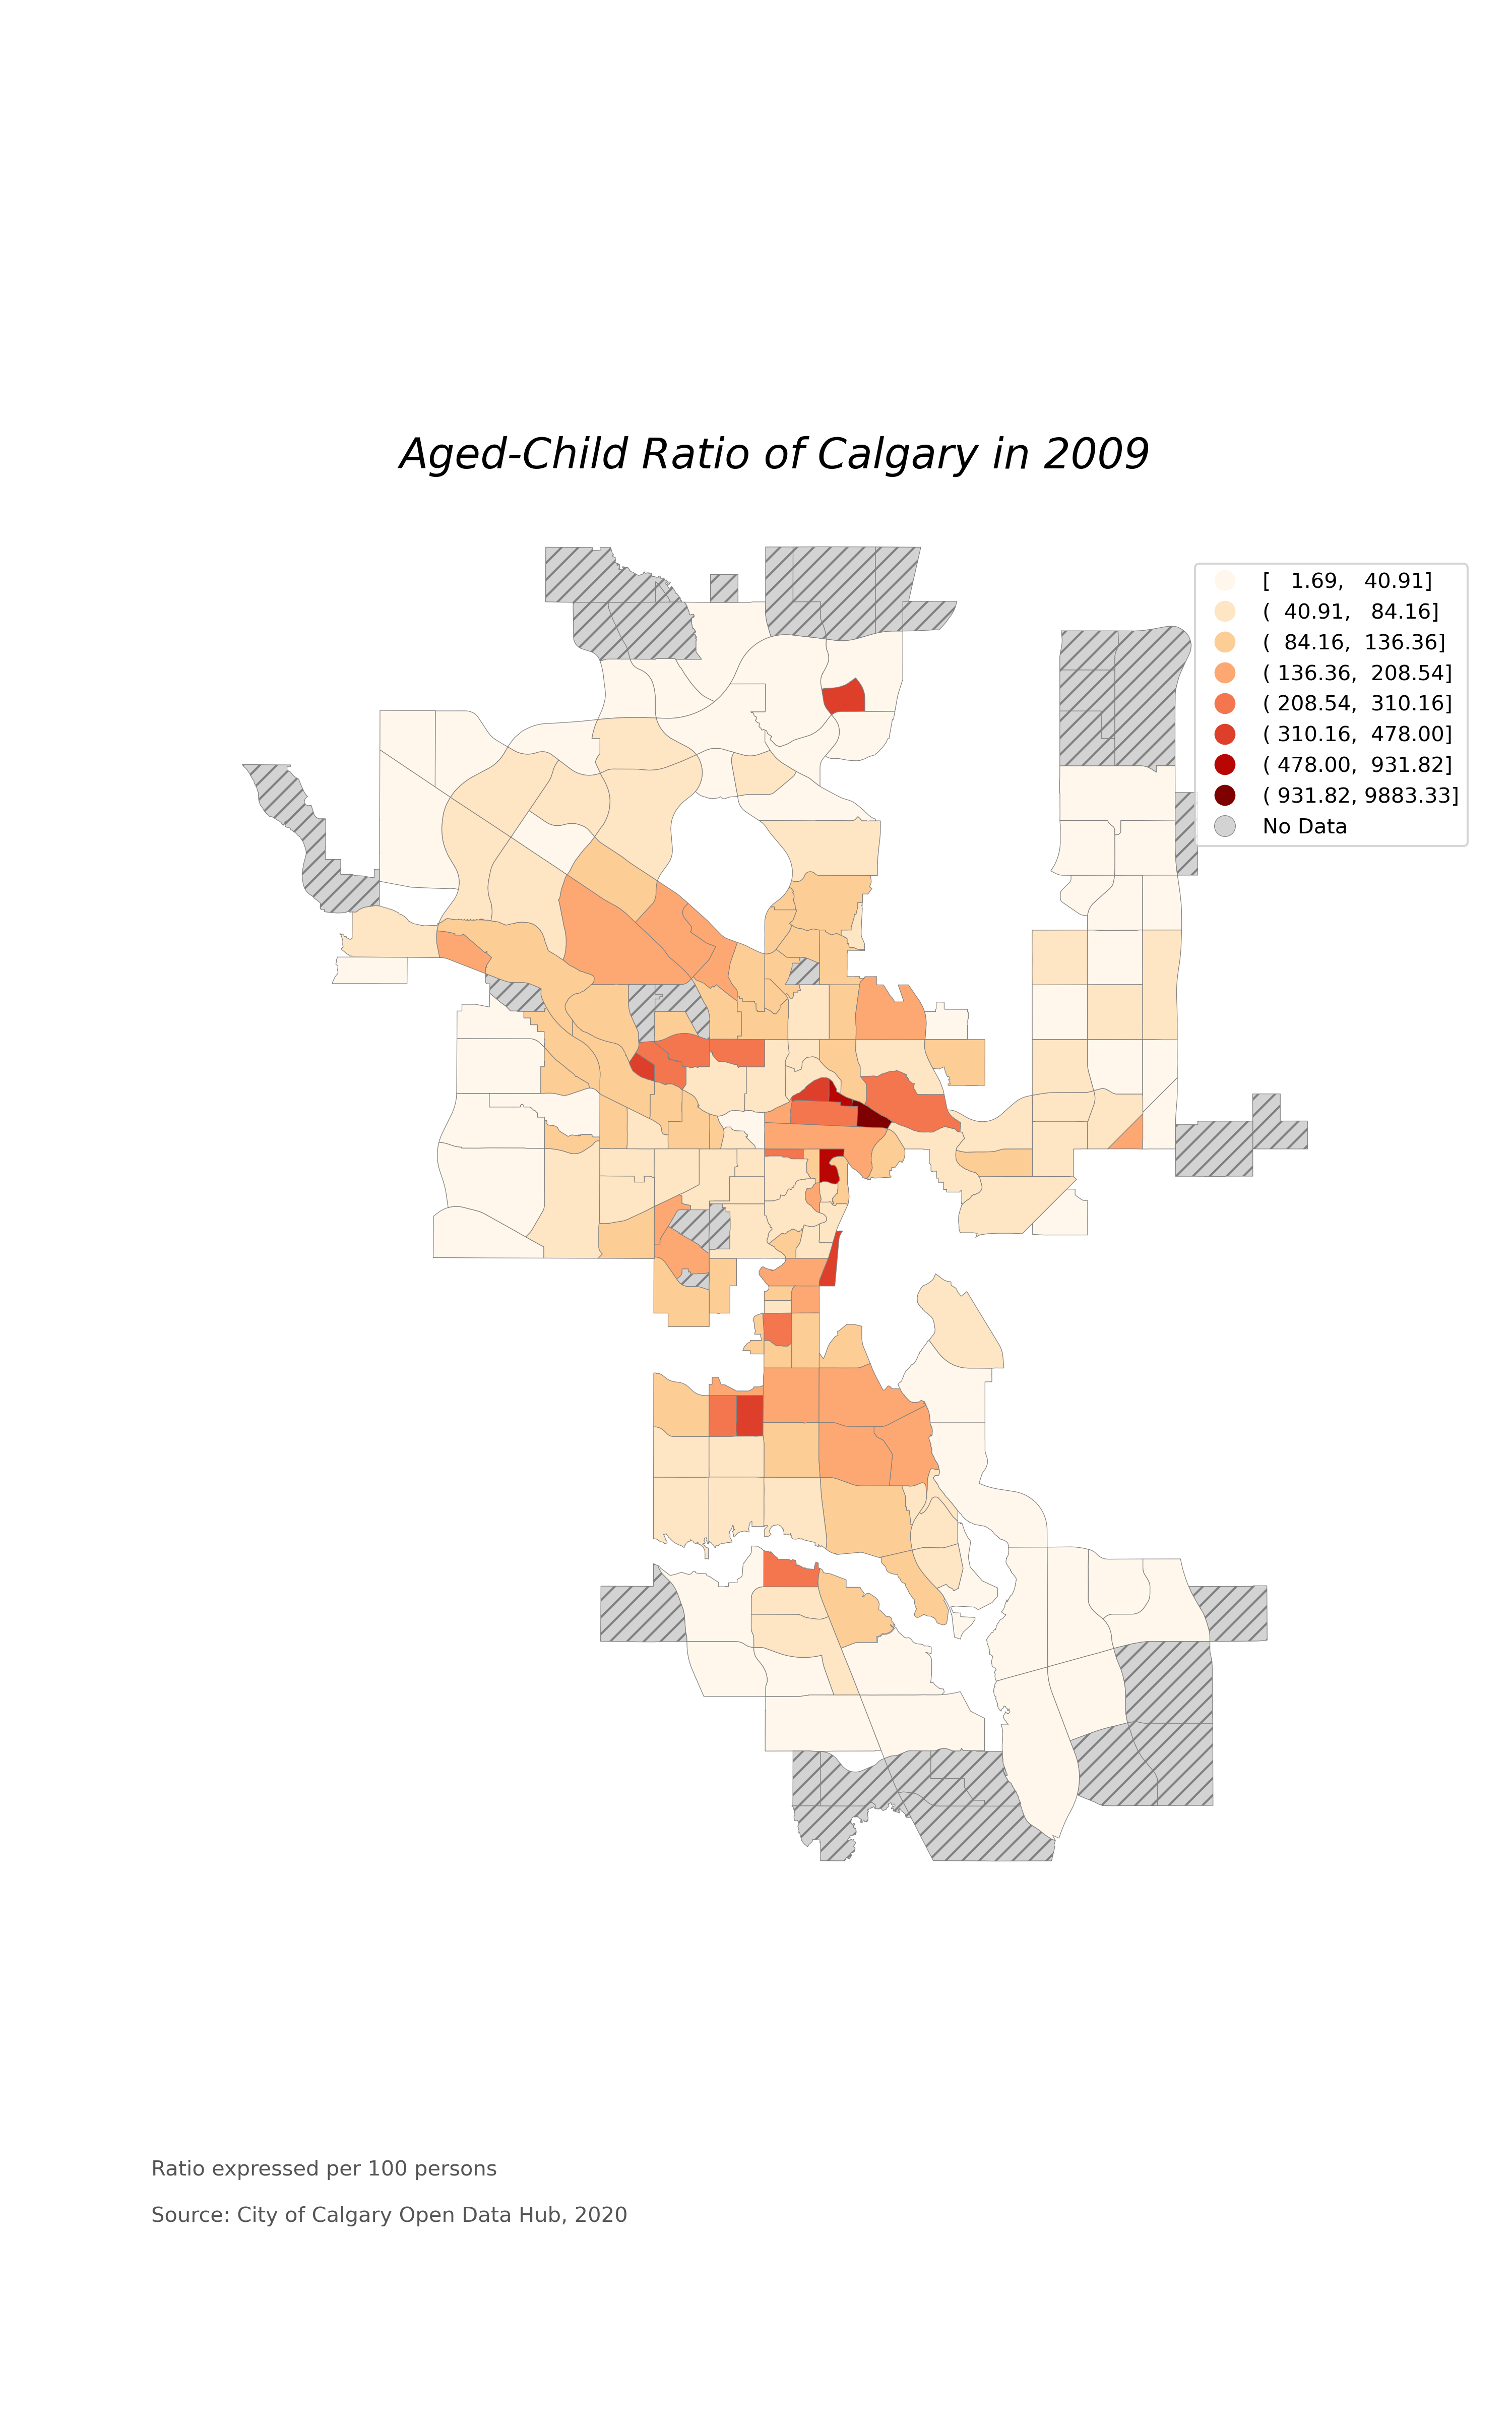 Aged-Child Ratio of Calgary in 2009
[ 1.69, 40.91]
( 40.91, 84.16]
( 84.16, 136.36]
( 136.36, 208.54]
( 208.54, 310.16]
( 310.16, 478.00]
( 478.00, 931.82]
( 931.82, 9883.33]
No Data
Ratio expressed per 100 persons
Source: City of Calgary Open Data Hub, 2020